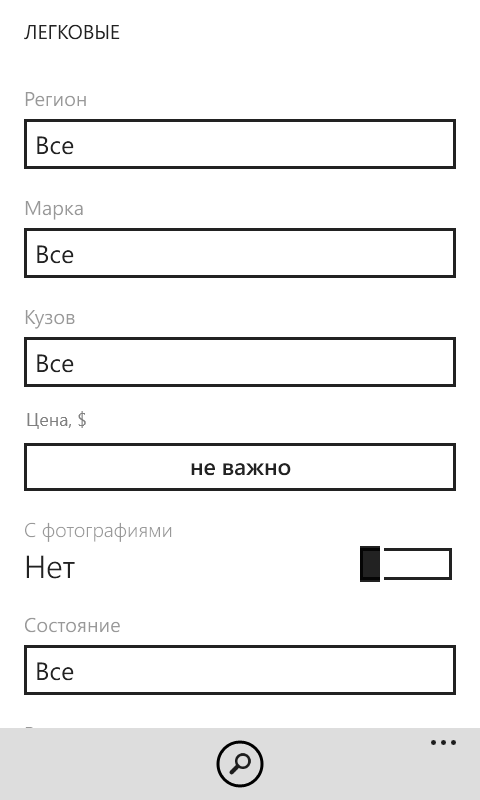 ЛЕГКОВЫЕ
Регион
Все
Марка
Все
Кузов
Все
Цена, $
не важно
С фотографиями
Нет
Состояние
Все